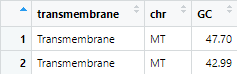 transmembrane chr GC
1 Transmembrane MT 47.70
2 Transmembrane MT 42.99